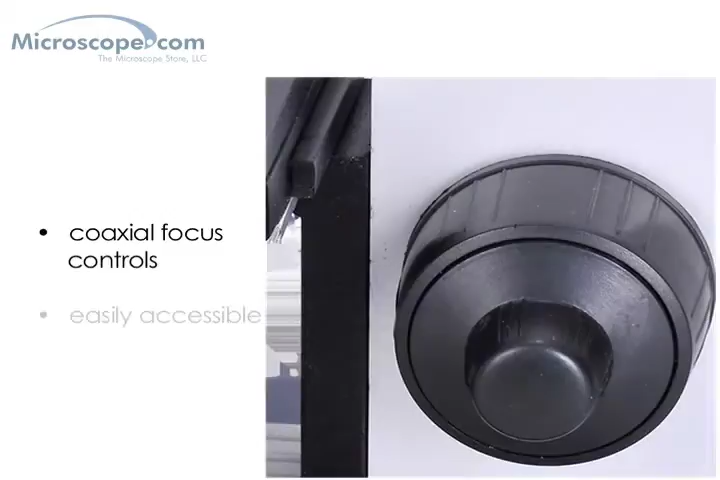 Microscope.com
The Microscope Store, LLC
• coaxial focus
controls
• easily accessible